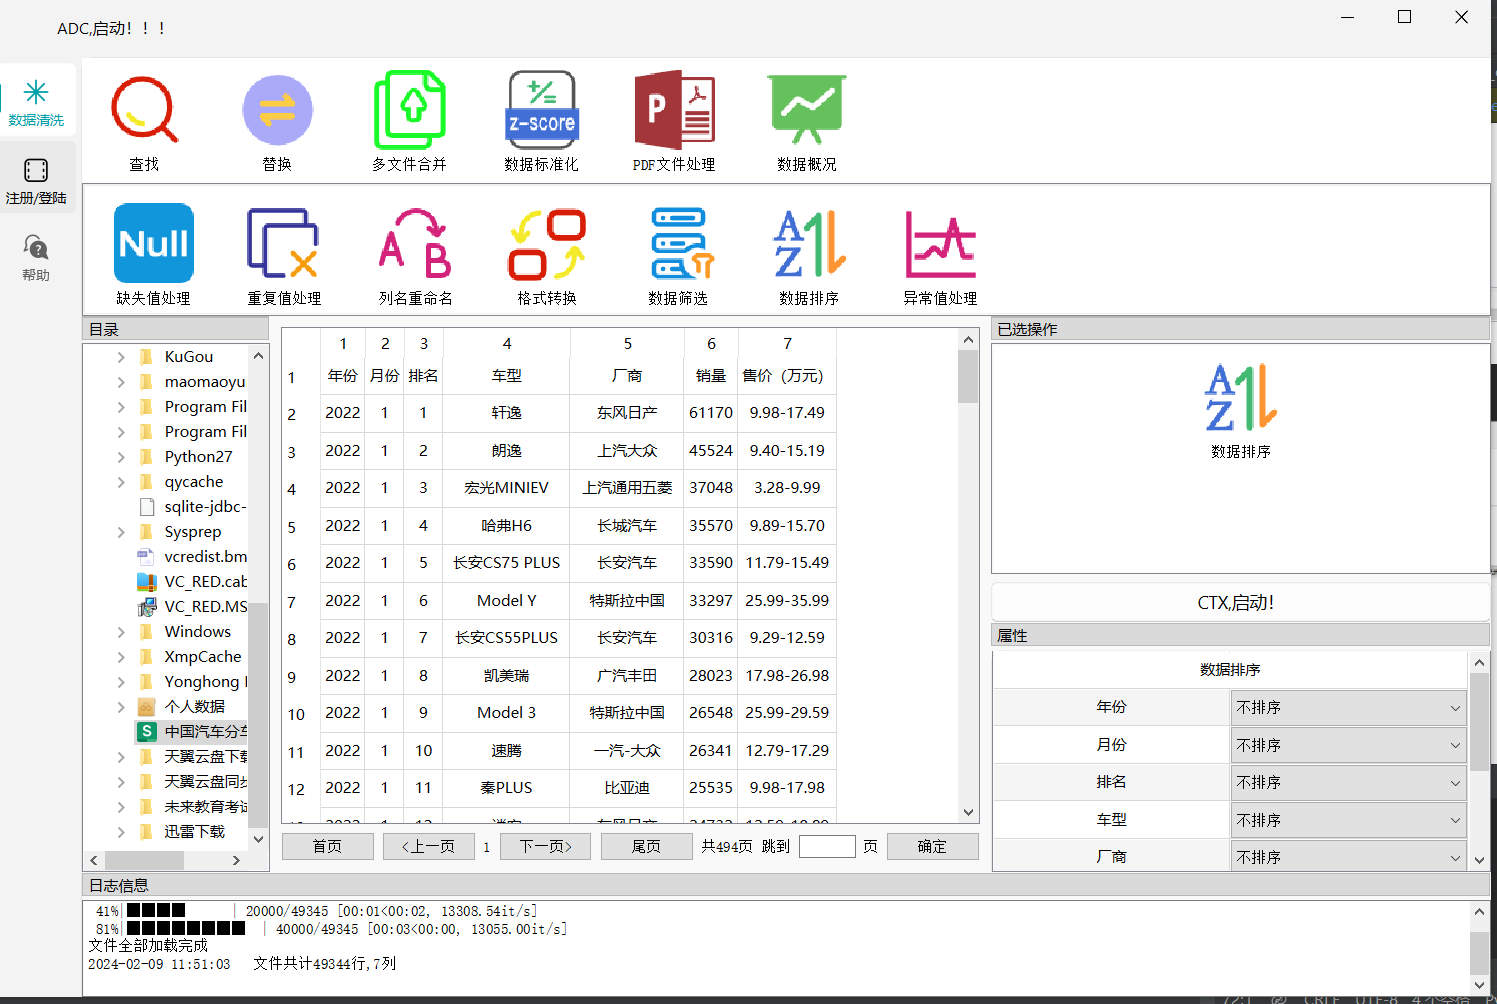 ADC,启动！！！
数据清洗
注册/登陆
帮助
查找
替换
多文件合并
z-score
数据标准化
P
PDF文件处理
数据概况
Null
缺失值处理
重复值处理
A B
列名重命名
格式转换
数据筛选
A Z
数据排序
异常值处理
目录
KuGou
maomaoyu
Program Fil
Program Fil
Python27
qycache
sqlite-jdbc-
Sysprep
vcredist.bm
VC_RED.cab
VC_RED.MS
Windows
XmpCache
Yonghong I
个人数据
S 中国汽车分车
天翼云盘下载
天翼云盘同步
未来教育考试
迅雷下载
1 2 3 4 5 6 7
1 年份 月份 排名 车型 厂商 销量 售价（万元）
2 2022 1 1 轩逸 东风日产 61170 9.98-17.49
3 2022 1 2 朗逸 上汽大众 45524 9.40-15.19
4 2022 1 3 宏光MINIEV 上汽通用五菱 37048 3.28-9.99
5 2022 1 4 哈弗H6 长城汽车 35570 9.89-15.70
6 2022 1 5 长安CS75 PLUS 长安汽车 33590 11.79-15.49
7 2022 1 6 Model Y 特斯拉中国 33297 25.99-35.99
8 2022 1 7 长安CS55PLUS 长安汽车 30316 9.29-12.59
9 2022 1 8 凯美瑞 广汽丰田 28023 17.98-26.98
10 2022 1 9 Model 3 特斯拉中国 26548 25.99-29.59
11 2022 1 10 速腾 一汽-大众 26341 12.79-17.29
12 2022 1 11 秦PLUS 比亚迪 25535 9.98-17.98
首页 <上一页 1 下一页> 尾页 共494页 跳到 页 确定
已选操作
A Z
数据排序
CTX,启动！
属性
数据排序
年份 不排序
月份 不排序
排名 不排序
车型 不排序
厂商 不排序
日志信息
41%|████ | 20000/49345 [00:01<00:02, 13308.54it/s]
81%|████████ | 40000/49345 [00:03<00:00, 13055.00it/s]
文件全部加载完成
2024-02-09 11:51:03 文件共计49344行,7列